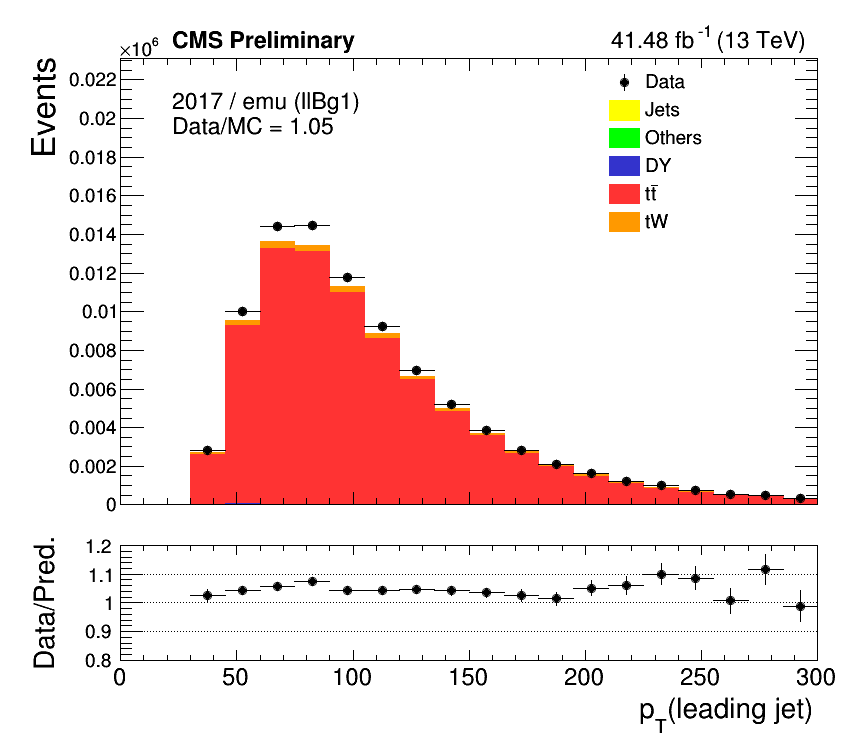 ×10⁶ CMS Preliminary 41.48 fb⁻¹ (13 TeV)
Events
2017 / emu (llBg1)
Data/MC = 1.05
Data
Jets
Others
DY
tt̄
tW
0.022
0.02
0.018
0.016
0.014
0.012
0.01
0.008
0.006
0.004
0.002
0
Data/Pred.
1.2
1.1
1
0.9
0.8
0 50 100 150 200 250 300
p_T(leading jet)